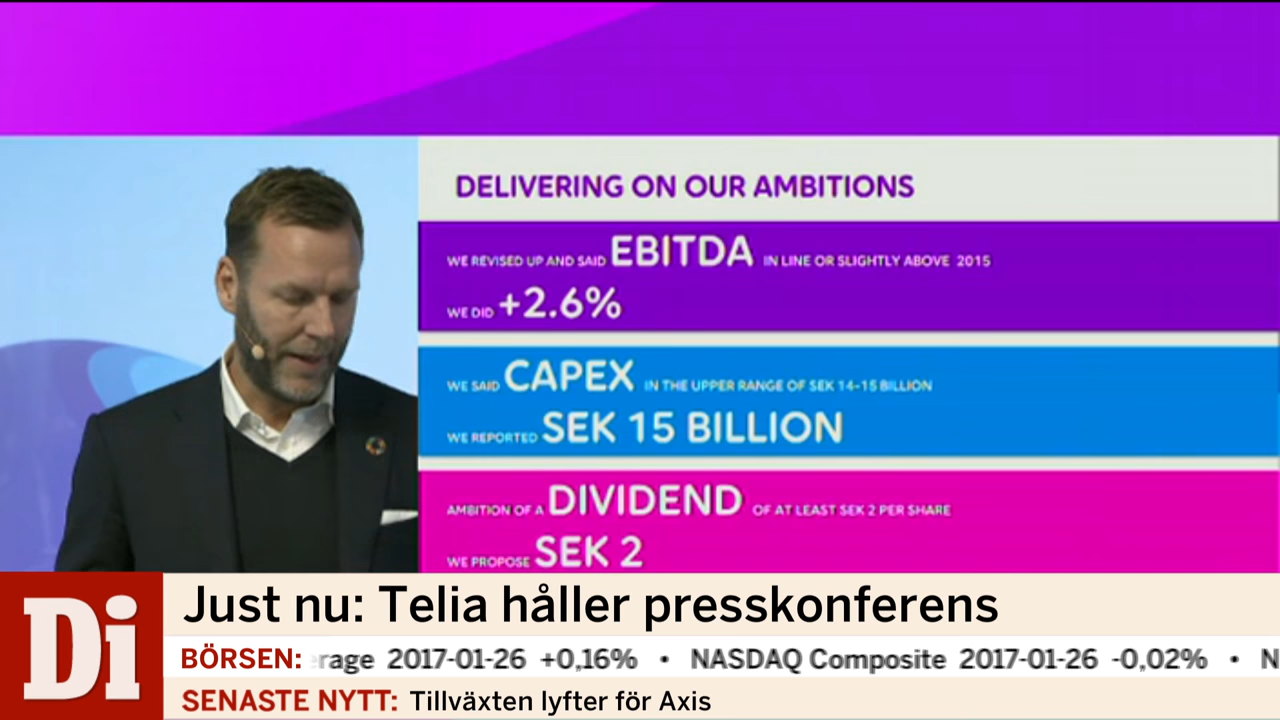 DELIVERING ON OUR AMBITIONS
WE REVISED UP AND SAID EBITDA IN LINE OR SLIGHTLY ABOVE 2015
WE DID +2.6%
WE SAID CAPEX IN THE UPPER RANGE OF SEK 14-15 BILLION
WE REPORTED SEK 15 BILLION
AMBITION OF A DIVIDEND OF AT LEAST SEK 2 PER SHARE
WE PROPOSE SEK 2
Di
Just nu: Telia håller presskonferens
BÖRSEN: rage 2017-01-26 +0,16% • NASDAQ Composite 2017-01-26 -0,02% • N
SENASTE NYTT: Tillväxten lyfter för Axis